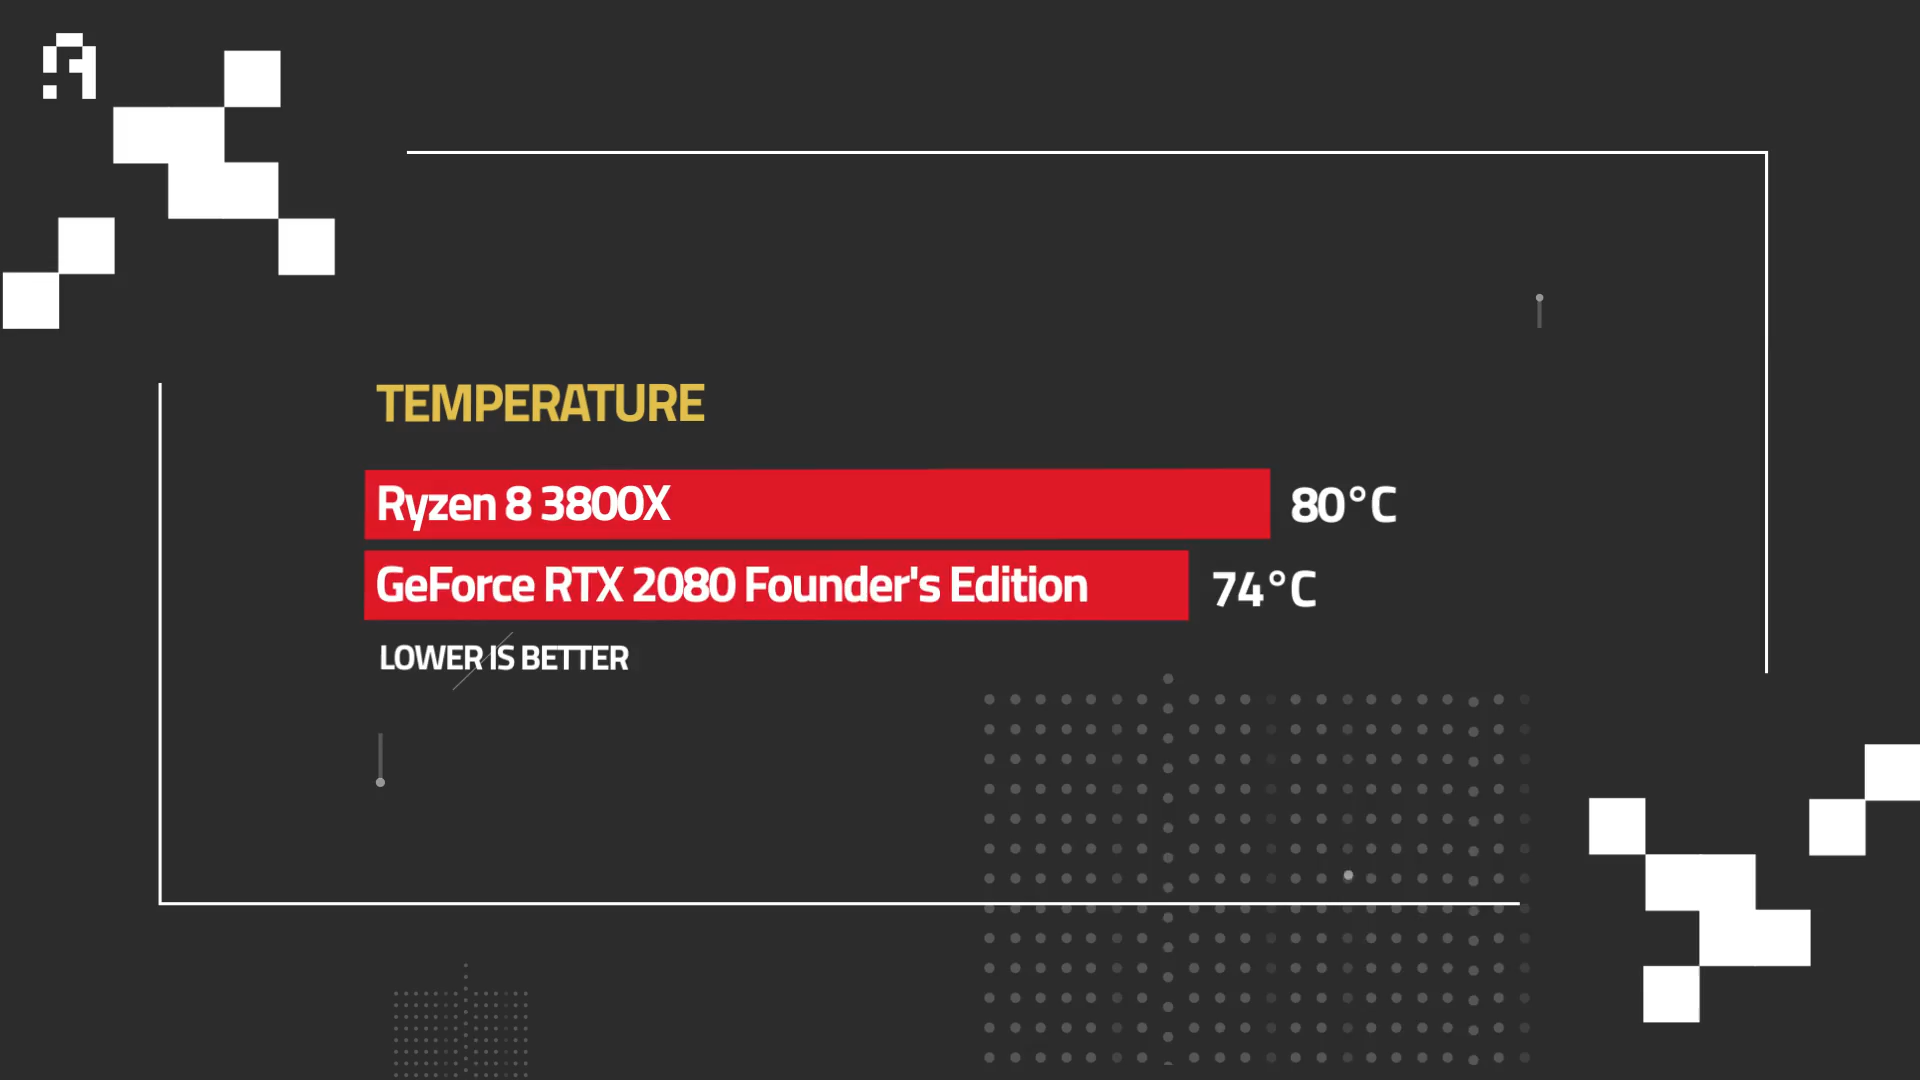 TEMPERATURE
Ryzen 8 3800X
80°C
GeForce RTX 2080 Founder's Edition
74°C
LOWER IS BETTER